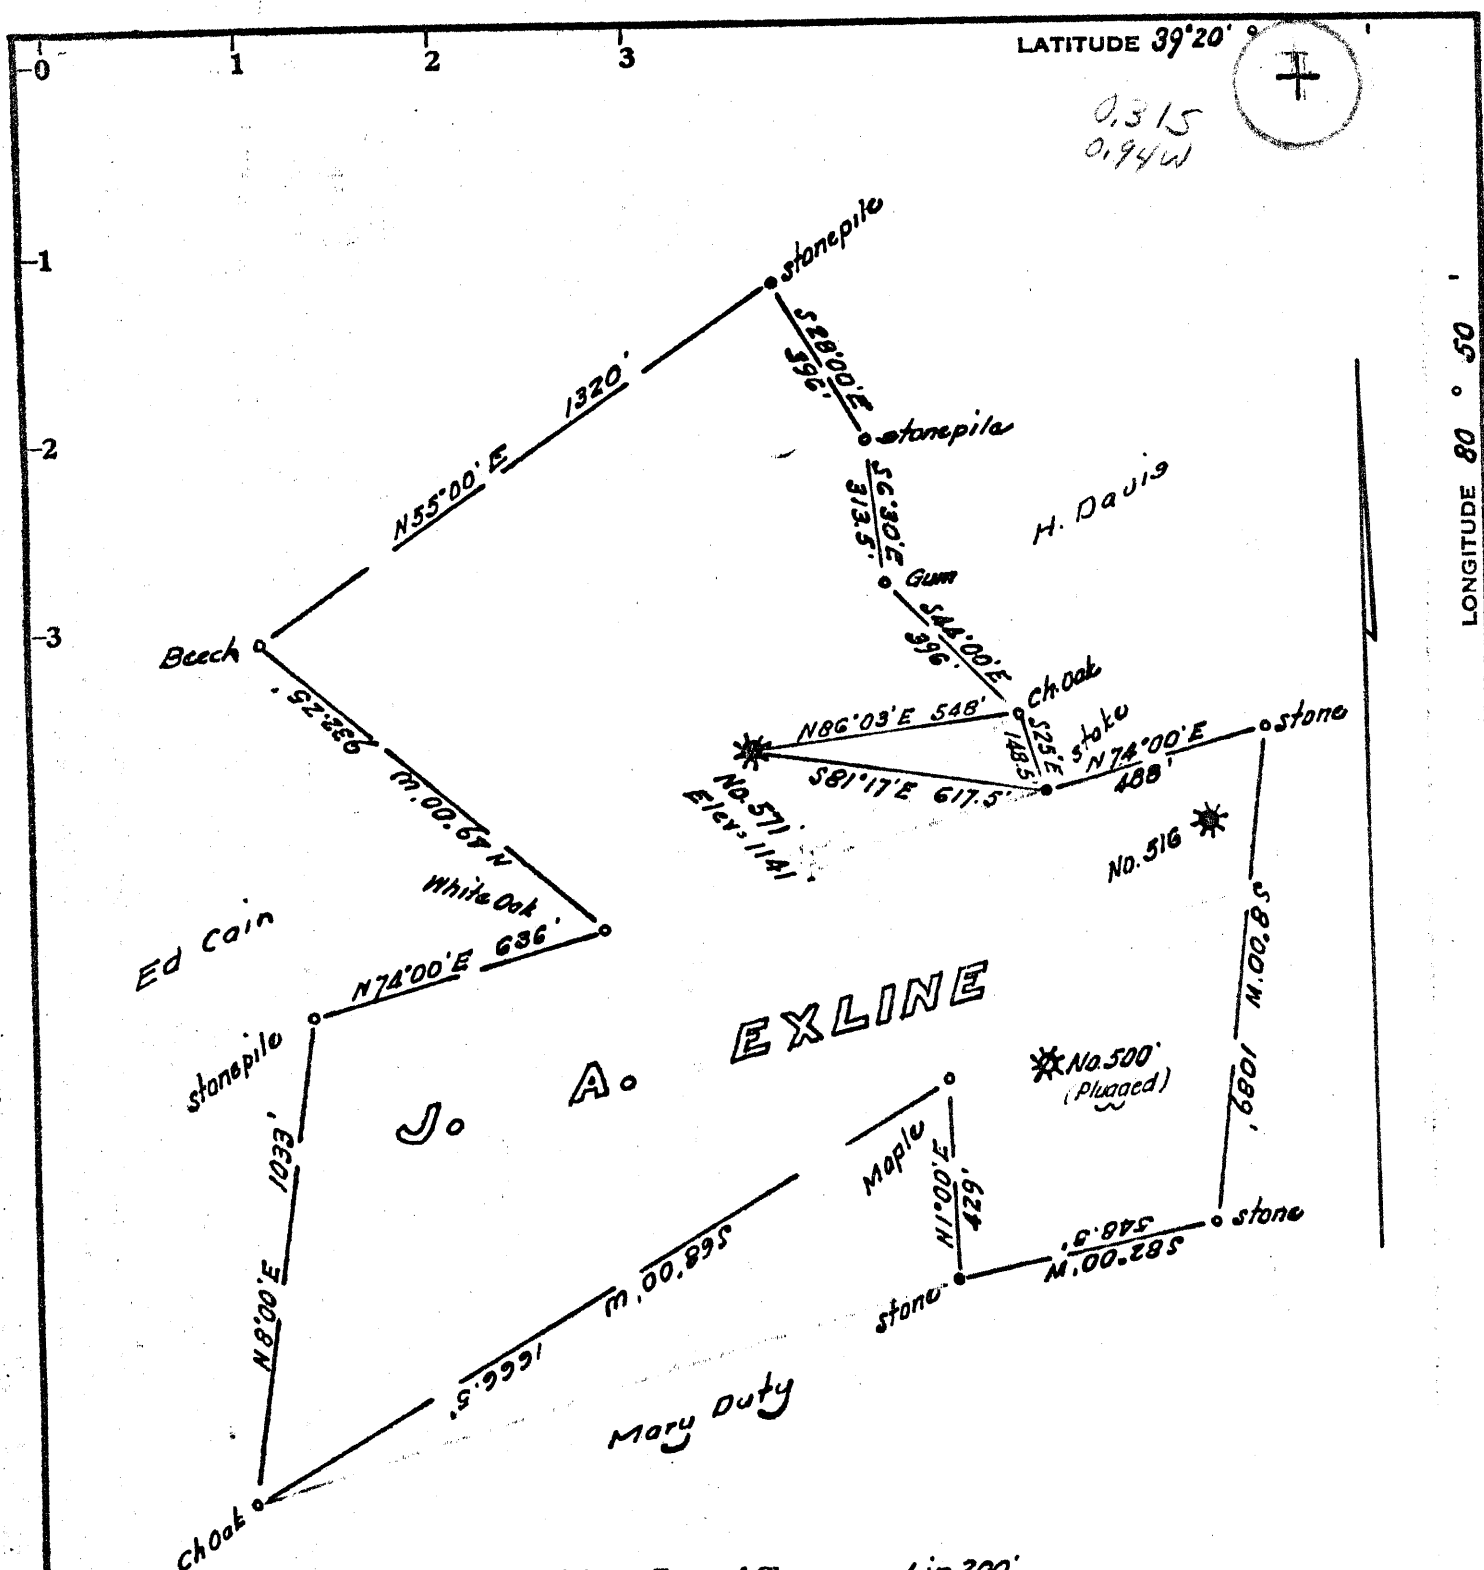 LATITUDE 39°20'
0
1
2
3
0.31S
0.94W
stonepile
1
S28°00'E
396'
1320'
N55°00'E
LONGITUDE 80 ° 50 '
2
stonepile
S6°30'E
313.5'
H. Davis
Gum
3
Beech
S44°00'E
396'
Ch.Oak
932.25'
N49°00'W
N86°03'E 548'
S25'E
148.5'
stake
N74°00'E
488'
stone
S81°17'E 617.5'
No. 571
Elev=1141'
No. 516
White Oak
Ed Cain
N74°00'E 636'
S8°00'W 1089'
stonepile
J. A. EXLINE
No. 500
(Plugged)
1033'
N8°00'E
Maple
N1°00'E
429'
stone
548.5'
S82°00'W
stone
S68°00'W
1666.5'
Mary Duty
Ch Oak
1in 300'